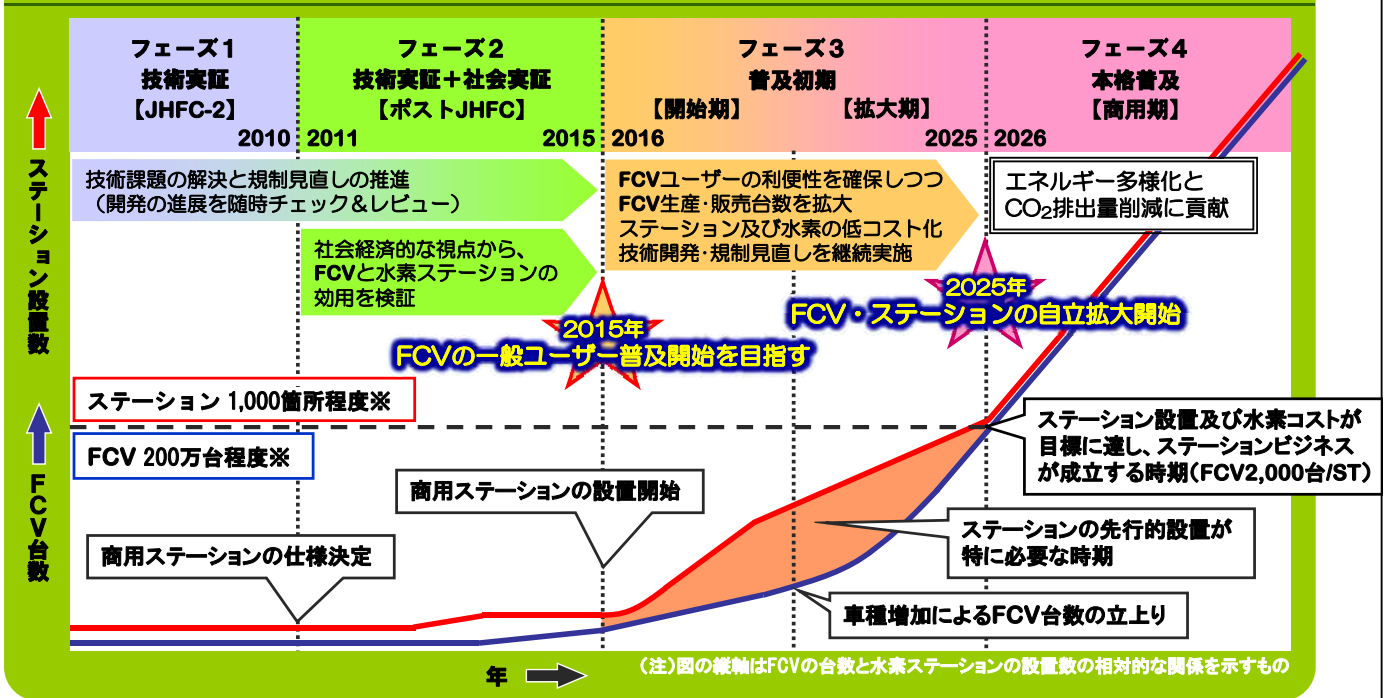 フェーズ1
技術実証
【JHFC-2】
2010
フェーズ2
技術実証+社会実証
【ポストJHFC】
2011
2015
フェーズ3
普及初期
【開始期】
【拡大期】
2016
2025
フェーズ4
本格普及
【商用期】
2026
技術課題の解決と規制見直しの推進
(開発の進展を随時チェック&レビュー)
社会経済的な視点から、
FCVと水素ステーションの
効用を検証
FCVユーザーの利便性を確保しつつ
FCV生産・販売台数を拡大
ステーション及び水素の低コスト化
技術開発・規制見直しを継続実施
エネルギー多様化と
CO₂排出量削減に貢献
2015年
FCVの一般ユーザー普及開始を目指す
2025年
FCV・ステーションの自立拡大開始
ステーション設置数
FCV台数
ステーション 1,000箇所程度※
FCV 200万台程度※
商用ステーションの仕様決定
商用ステーションの設置開始
ステーション設置及び水素コストが
目標に達し、ステーションビジネス
が成立する時期(FCV2,000台/ST)
ステーションの先行的設置が
特に必要な時期
車種増加によるFCV台数の立上り
年
(注)図の縦軸はFCVの台数と水素ステーションの設置数の相対的な関係を示すもの